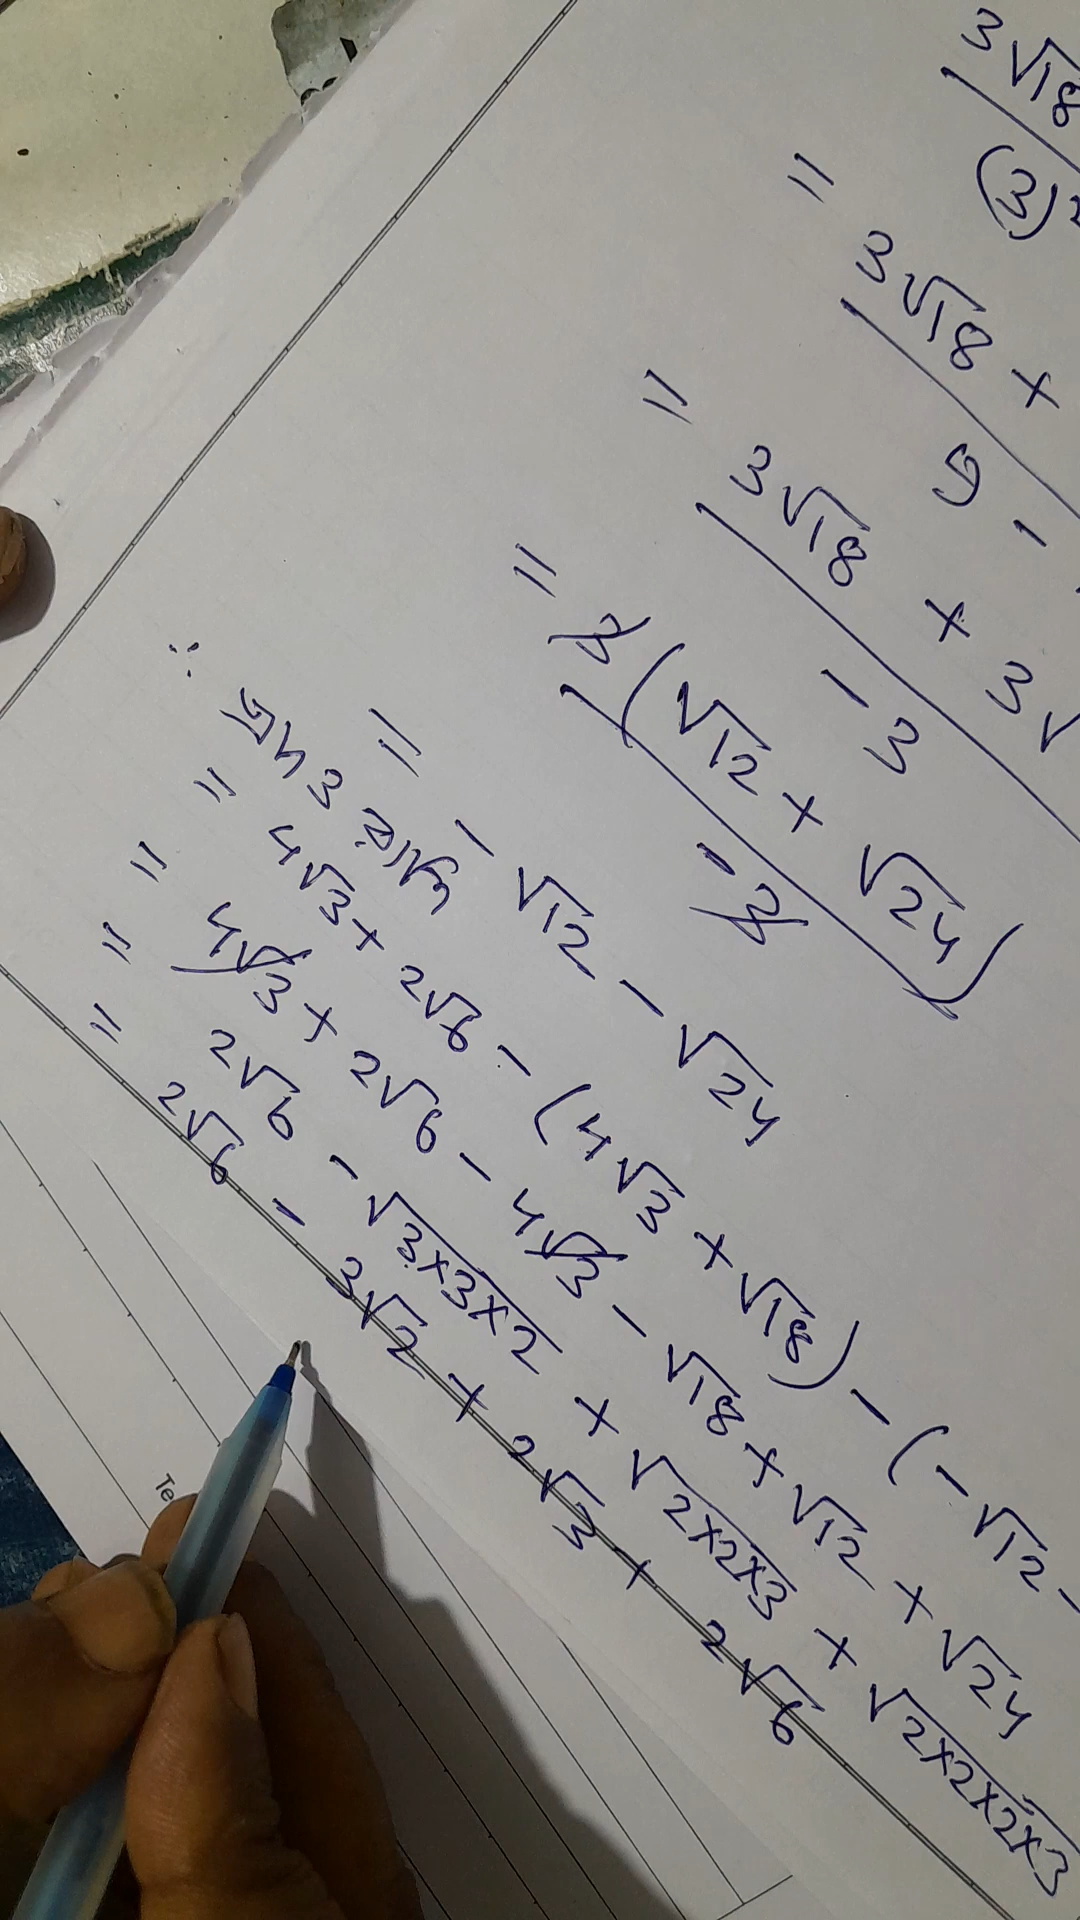 3√18
(3)²
= 3√18 +
9 -
= 3√18 + 3√
- 3
= 3(√12 + √24)
- 3
= - √12 - √24
∴ প্রদত্ত রাশি
= 4√3 + 2√6 - (4√3 + √18) - (-√12 -
= 4√3 + 2√6 - 4√3 - √18 + √12 + √24
= 2√6 - √3×3×2 + √2×2×3 + √2×2×2×3
= 2√6 - 3√2 + 2√3 + 2√6
Te